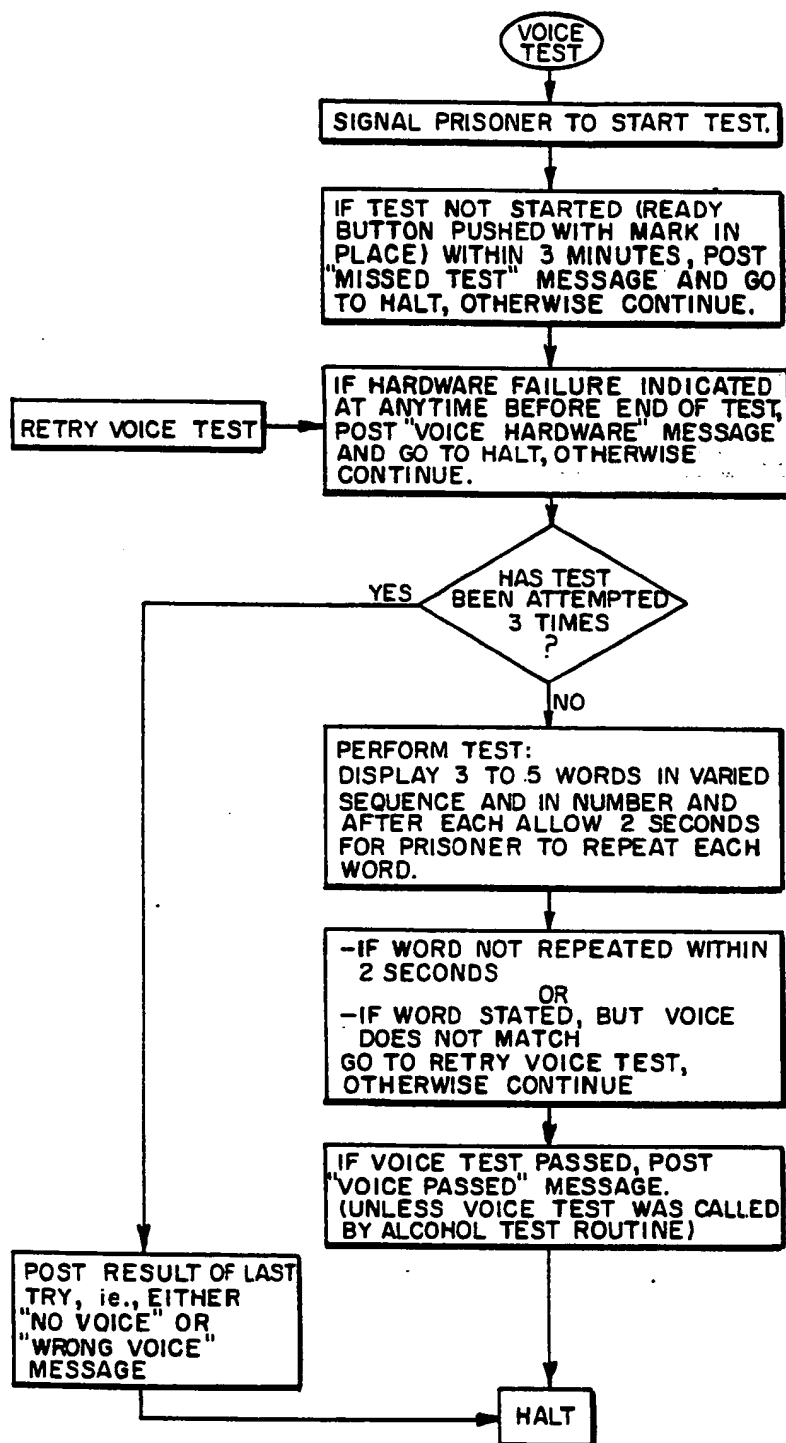 VOICE
TEST
SIGNAL PRISONER TO START TEST.
IF TEST NOT STARTED (READY
BUTTON PUSHED WITH MARK IN
PLACE) WITHIN 3 MINUTES, POST
"MISSED TEST" MESSAGE AND GO
TO HALT, OTHERWISE CONTINUE.
RETRY VOICE TEST
IF HARDWARE FAILURE INDICATED
AT ANYTIME BEFORE END OF TEST,
POST "VOICE HARDWARE" MESSAGE
AND GO TO HALT, OTHERWISE
CONTINUE.
HAS TEST
BEEN ATTEMPTED
3 TIMES
?
YES
NO
PERFORM TEST:
DISPLAY 3 TO 5 WORDS IN VARIED
SEQUENCE AND IN NUMBER AND
AFTER EACH ALLOW 2 SECONDS
FOR PRISONER TO REPEAT EACH
WORD.
-IF WORD NOT REPEATED WITHIN
2 SECONDS
OR
-IF WORD STATED, BUT VOICE
DOES NOT MATCH
GO TO RETRY VOICE TEST,
OTHERWISE CONTINUE
IF VOICE TEST PASSED, POST
"VOICE PASSED" MESSAGE.
(UNLESS VOICE TEST WAS CALLED
BY ALCOHOL TEST ROUTINE)
POST RESULT OF LAST
TRY, ie., EITHER
"NO VOICE" OR
"WRONG VOICE"
MESSAGE
HALT